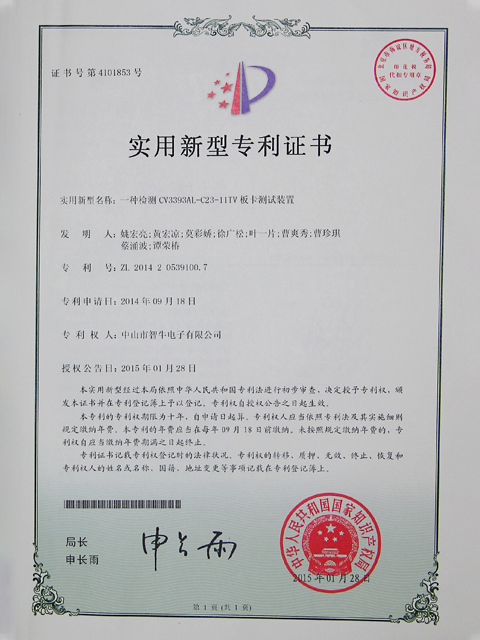 证书号第4101853号
印花税
代扣专用章
国家知识产权局
实用新型专利证书
实用新型名称：一种检测CV3393AL-C23-11TV板卡测试装置
发明人：姚宏亮;黄宏凉;莫彩娇;徐广松;叶一片;曹爽秀;曹珍琪
蔡涌波;谭荣椿
专利号：ZL 2014 2 0539100.7
专利申请日：2014年09月18日
专利权人：中山市智牛电子有限公司
授权公告日：2015年01月28日
本实用新型经过本局依照中华人民共和国专利法进行初步审查，决定授予专利权，颁
发本证书并在专利登记簿上予以登记。专利权自授权公告之日起生效。
本专利的专利权期限为十年，自申请日起算。专利权人应当依照专利法及其实施细则
规定缴纳年费。本专利的年费应当在每年09月18日前缴纳。未按照规定缴纳年费的，专
利权自应当缴纳年费期满之日起终止。
专利证书记载专利权登记时的法律状况。专利权的转移、质押、无效、终止、恢复和
专利权人的姓名或名称、国籍、地址变更等事项记载在专利登记簿上。
局长
申长雨
申长雨
中华人民共和国国家知识产权局
2015年01月28日
第1页(共1页)